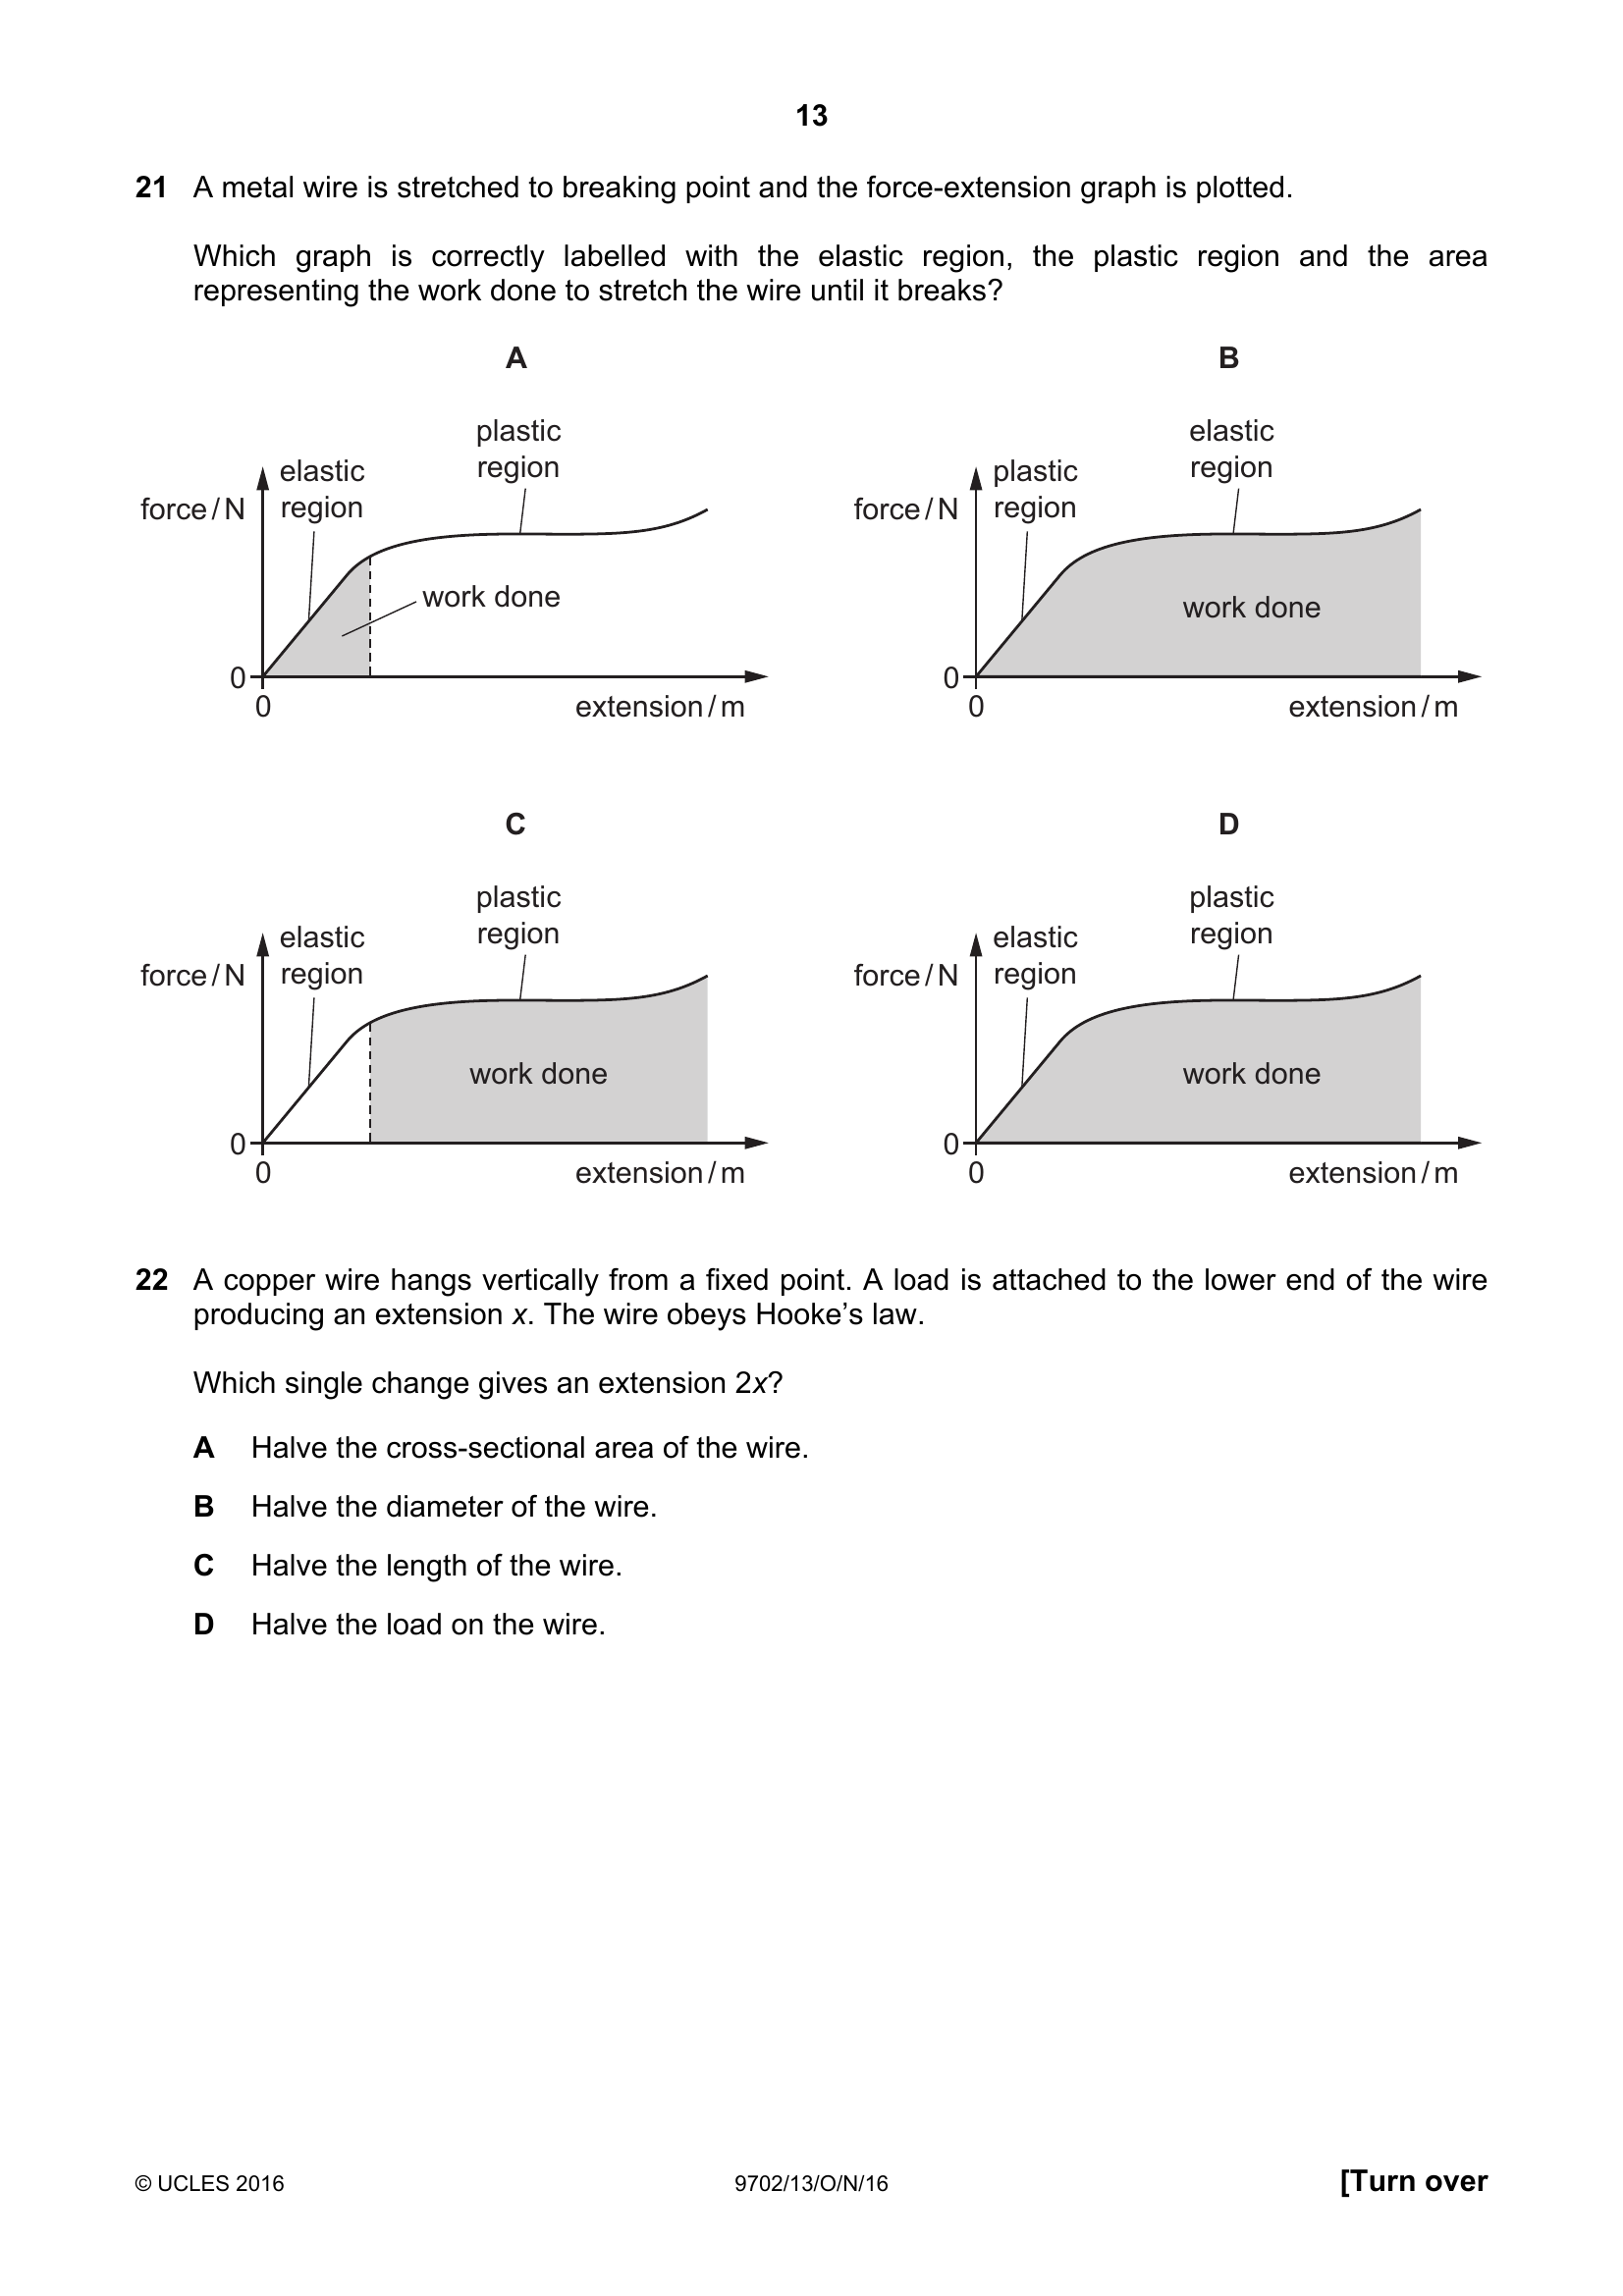 13
21 A metal wire is stretched to breaking point and the force-extension graph is plotted.
Which graph is correctly labelled with the elastic region, the plastic region and the area
representing the work done to stretch the wire until it breaks?
A
plastic
region
elastic
region
force / N
work done
0
0
extension / m
B
elastic
region
plastic
region
force / N
work done
0
0
extension / m
C
plastic
region
elastic
region
force / N
work done
0
0
extension / m
D
plastic
region
elastic
region
force / N
work done
0
0
extension / m
22 A copper wire hangs vertically from a fixed point. A load is attached to the lower end of the wire
producing an extension x. The wire obeys Hooke’s law.
Which single change gives an extension 2x?
A Halve the cross-sectional area of the wire.
B Halve the diameter of the wire.
C Halve the length of the wire.
D Halve the load on the wire.
© UCLES 2016
9702/13/O/N/16
[Turn over